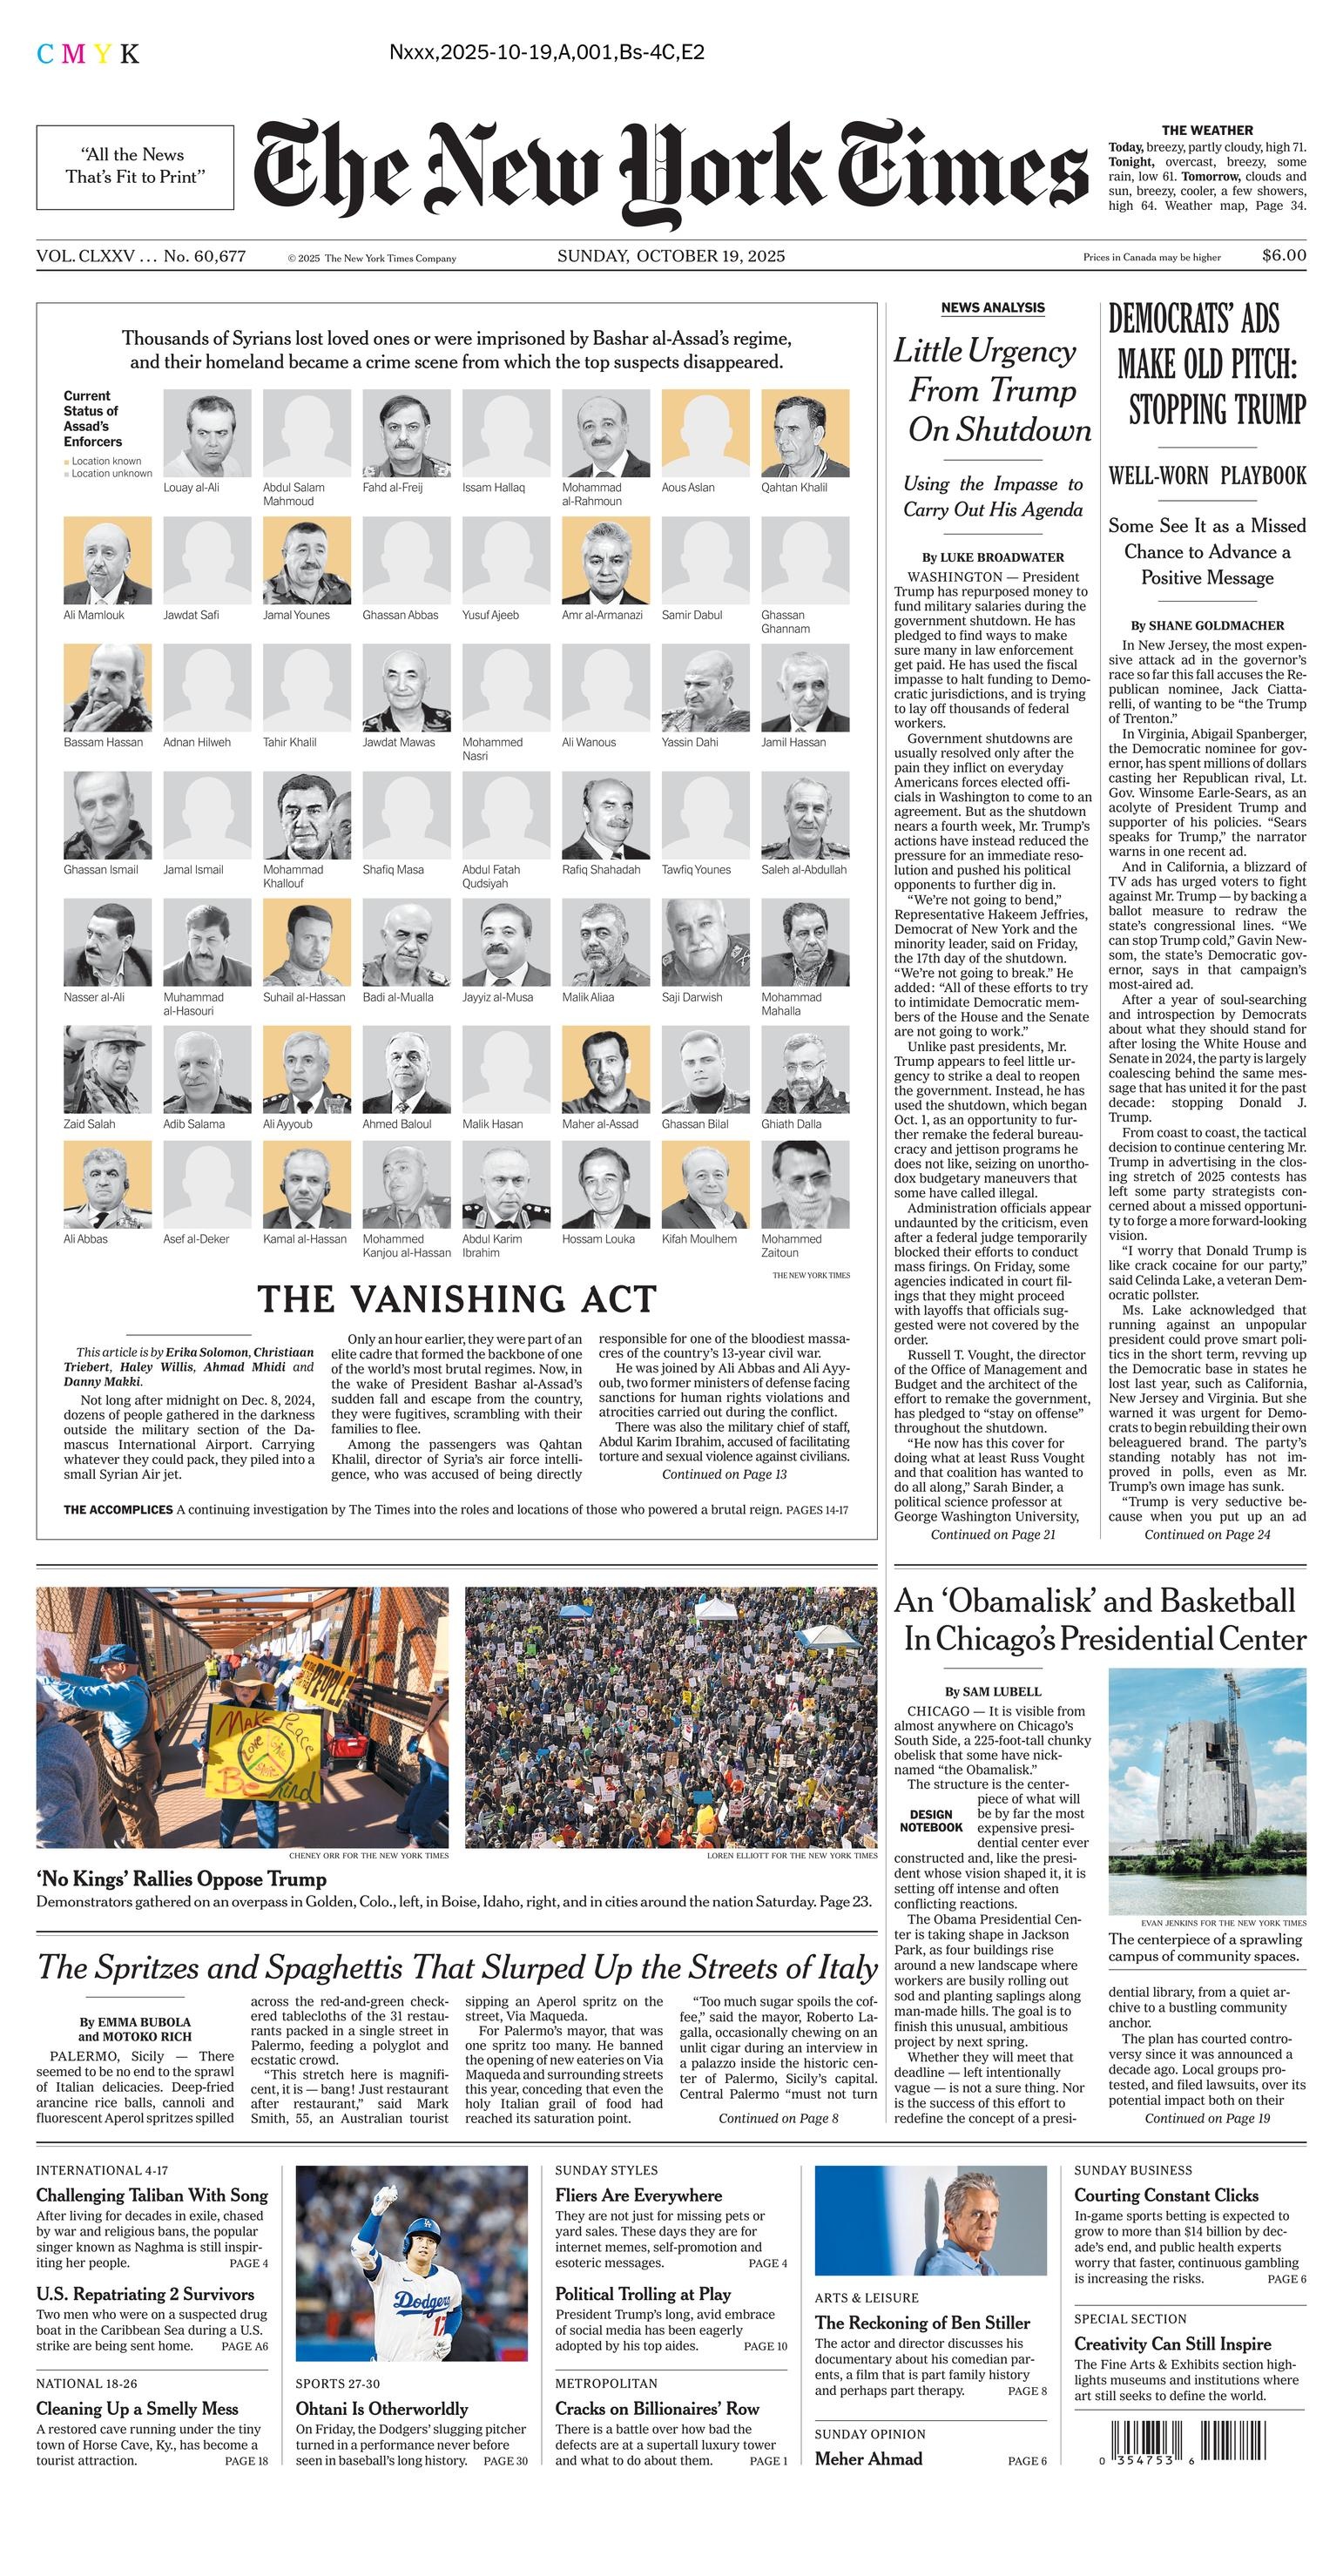 C M Y K
Nxxx,2025-10-19,A,001,Bs-4C,E2
“All the News
That’s Fit to Print”
The New York Times
THE WEATHER
Today, breezy, partly cloudy, high 71.
Tonight, overcast, breezy, some
rain, low 61. Tomorrow, clouds and
sun, breezy, cooler, a few showers,
high 64. Weather map, Page 34.
VOL. CLXXV . . . No. 60,677
© 2025 The New York Times Company
SUNDAY, OCTOBER 19, 2025
Prices in Canada may be higher
$6.00
Thousands of Syrians lost loved ones or were imprisoned by Bashar al-Assad’s regime,
and their homeland became a crime scene from which the top suspects disappeared.
Current
Status of
Assad’s
Enforcers
Location known
Location unknown
Louay al-Ali
Abdul Salam
Mahmoud
Fahd al-Freij
Issam Hallaq
Mohammad
al-Rahmoun
Aous Aslan
Qahtan Khalil
Ali Mamlouk
Jawdat Safi
Jamal Younes
Ghassan Abbas
Yusuf Ajeeb
Amr al-Armanazi
Samir Dabul
Ghassan
Ghannam
Bassam Hassan
Adnan Hilweh
Tahir Khalil
Jawdat Mawas
Mohammed
Nasri
Ali Wanous
Yassin Dahi
Jamil Hassan
Ghassan Ismail
Jamal Ismail
Mohammad
Khallouf
Shafiq Masa
Abdul Fatah
Qudsiyah
Rafiq Shahadah
Tawfiq Younes
Saleh al-Abdullah
Nasser al-Ali
Muhammad
al-Hasouri
Suhail al-Hassan
Badi al-Mualla
Jayyiz al-Musa
Malik Aliaa
Saji Darwish
Mohammad
Mahalla
Zaid Salah
Adib Salama
Ali Ayyoub
Ahmed Baloul
Malik Hasan
Maher al-Assad
Ghassan Bilal
Ghiath Dalla
Ali Abbas
Asef al-Deker
Kamal al-Hassan
Mohammed
Kanjou al-Hassan
Abdul Karim
Ibrahim
Hossam Louka
Kifah Moulhem
Mohammed
Zaitoun
THE NEW YORK TIMES
THE VANISHING ACT
This article is by Erika Solomon, Christiaan
Triebert, Haley Willis, Ahmad Mhidi and
Danny Makki.
Not long after midnight on Dec. 8, 2024,
dozens of people gathered in the darkness
outside the military section of the Da-
mascus International Airport. Carrying
whatever they could pack, they piled into a
small Syrian Air jet.
Only an hour earlier, they were part of an
elite cadre that formed the backbone of one
of the world’s most brutal regimes. Now, in
the wake of President Bashar al-Assad’s
sudden fall and escape from the country,
they were fugitives, scrambling with their
families to flee.
Among the passengers was Qahtan
Khalil, director of Syria’s air force intelli-
gence, who was accused of being directly
responsible for one of the bloodiest massa-
cres of the country’s 13-year civil war.
He was joined by Ali Abbas and Ali Ayy-
oub, two former ministers of defense facing
sanctions for human rights violations and
atrocities carried out during the conflict.
There was also the military chief of staff,
Abdul Karim Ibrahim, accused of facilitating
torture and sexual violence against civilians.
Continued on Page 13
THE ACCOMPLICES A continuing investigation by The Times into the roles and locations of those who powered a brutal reign. PAGES 14-17
NEWS ANALYSIS
Little Urgency
From Trump
On Shutdown
Using the Impasse to
Carry Out His Agenda
By LUKE BROADWATER
WASHINGTON — President
Trump has repurposed money to
fund military salaries during the
government shutdown. He has
pledged to find ways to make
sure many in law enforcement
get paid. He has used the fiscal
impasse to halt funding to Demo-
cratic jurisdictions, and is trying
to lay off thousands of federal
workers.
Government shutdowns are
usually resolved only after the
pain they inflict on everyday
Americans forces elected offi-
cials in Washington to come to an
agreement. But as the shutdown
nears a fourth week, Mr. Trump’s
actions have instead reduced the
pressure for an immediate reso-
lution and pushed his political
opponents to further dig in.
“We’re not going to bend,”
Representative Hakeem Jeffries,
Democrat of New York and the
minority leader, said on Friday,
the 17th day of the shutdown.
“We’re not going to break.” He
added: “All of these efforts to try
to intimidate Democratic mem-
bers of the House and the Senate
are not going to work.”
Unlike past presidents, Mr.
Trump appears to feel little ur-
gency to strike a deal to reopen
the government. Instead, he has
used the shutdown, which began
Oct. 1, as an opportunity to fur-
ther remake the federal bureau-
cracy and jettison programs he
does not like, seizing on unortho-
dox budgetary maneuvers that
some have called illegal.
Administration officials appear
undaunted by the criticism, even
after a federal judge temporarily
blocked their efforts to conduct
mass firings. On Friday, some
agencies indicated in court fil-
ings that they might proceed
with layoffs that officials sug-
gested were not covered by the
order.
Russell T. Vought, the director
of the Office of Management and
Budget and the architect of the
effort to remake the government,
has pledged to “stay on offense”
throughout the shutdown.
“He now has this cover for
doing what at least Russ Vought
and that coalition has wanted to
do all along,” Sarah Binder, a
political science professor at
George Washington University,
Continued on Page 21
DEMOCRATS’ ADS
MAKE OLD PITCH:
STOPPING TRUMP
WELL-WORN PLAYBOOK
Some See It as a Missed
Chance to Advance a
Positive Message
By SHANE GOLDMACHER
In New Jersey, the most expen-
sive attack ad in the governor’s
race so far this fall accuses the Re-
publican nominee, Jack Ciatta-
relli, of wanting to be “the Trump
of Trenton.”
In Virginia, Abigail Spanberger,
the Democratic nominee for gov-
ernor, has spent millions of dollars
casting her Republican rival, Lt.
Gov. Winsome Earle-Sears, as an
acolyte of President Trump and
supporter of his policies. “Sears
speaks for Trump,” the narrator
warns in one recent ad.
And in California, a blizzard of
TV ads has urged voters to fight
against Mr. Trump — by backing a
ballot measure to redraw the
state’s congressional lines. “We
can stop Trump cold,” Gavin New-
som, the state’s Democratic gov-
ernor, says in that campaign’s
most-aired ad.
After a year of soul-searching
and introspection by Democrats
about what they should stand for
after losing the White House and
Senate in 2024, the party is largely
coalescing behind the same mes-
sage that has united it for the past
decade: stopping Donald J.
Trump.
From coast to coast, the tactical
decision to continue centering Mr.
Trump in advertising in the clos-
ing stretch of 2025 contests has
left some party strategists con-
cerned about a missed opportuni-
ty to forge a more forward-looking
vision.
“I worry that Donald Trump is
like crack cocaine for our party,”
said Celinda Lake, a veteran Dem-
ocratic pollster.
Ms. Lake acknowledged that
running against an unpopular
president could prove smart poli-
tics in the short term, revving up
the Democratic base in states he
lost last year, such as California,
New Jersey and Virginia. But she
warned it was urgent for Demo-
crats to begin rebuilding their own
beleaguered brand. The party’s
standing notably has not im-
proved in polls, even as Mr.
Trump’s own image has sunk.
“Trump is very seductive be-
cause when you put up an ad
Continued on Page 24
PEOPLE
Make Peace
Love
Be Kind
CHENEY ORR FOR THE NEW YORK TIMES
LOREN ELLIOTT FOR THE NEW YORK TIMES
‘No Kings’ Rallies Oppose Trump
Demonstrators gathered on an overpass in Golden, Colo., left, in Boise, Idaho, right, and in cities around the nation Saturday. Page 23.
An ‘Obamalisk’ and Basketball
In Chicago’s Presidential Center
By SAM LUBELL
CHICAGO — It is visible from
almost anywhere on Chicago’s
South Side, a 225-foot-tall chunky
obelisk that some have nick-
named “the Obamalisk.”
The structure is the center-
piece of what will
be by far the most
expensive presi-
dential center ever
DESIGN
NOTEBOOK
constructed and, like the presi-
dent whose vision shaped it, it is
setting off intense and often
conflicting reactions.
The Obama Presidential Cen-
ter is taking shape in Jackson
Park, as four buildings rise
around a new landscape where
workers are busily rolling out
sod and planting saplings along
man-made hills. The goal is to
finish this unusual, ambitious
project by next spring.
Whether they will meet that
deadline — left intentionally
vague — is not a sure thing. Nor
is the success of this effort to
redefine the concept of a presi-
EVAN JENKINS FOR THE NEW YORK TIMES
The centerpiece of a sprawling
campus of community spaces.
dential library, from a quiet ar-
chive to a bustling community
anchor.
The plan has courted contro-
versy since it was announced a
decade ago. Local groups pro-
tested, and filed lawsuits, over its
potential impact both on their
Continued on Page 19
The Spritzes and Spaghettis That Slurped Up the Streets of Italy
By EMMA BUBOLA
and MOTOKO RICH
PALERMO, Sicily — There
seemed to be no end to the sprawl
of Italian delicacies. Deep-fried
arancine rice balls, cannoli and
fluorescent Aperol spritzes spilled
across the red-and-green check-
ered tablecloths of the 31 restau-
rants packed in a single street in
Palermo, feeding a polyglot and
ecstatic crowd.
“This stretch here is magnifi-
cent, it is — bang! Just restaurant
after restaurant,” said Mark
Smith, 55, an Australian tourist
sipping an Aperol spritz on the
street, Via Maqueda.
For Palermo’s mayor, that was
one spritz too many. He banned
the opening of new eateries on Via
Maqueda and surrounding streets
this year, conceding that even the
holy Italian grail of food had
reached its saturation point.
“Too much sugar spoils the cof-
fee,” said the mayor, Roberto La-
galla, occasionally chewing on an
unlit cigar during an interview in
a palazzo inside the historic cen-
ter of Palermo, Sicily’s capital.
Central Palermo “must not turn
Continued on Page 8
INTERNATIONAL 4-17
Challenging Taliban With Song
After living for decades in exile, chased
by war and religious bans, the popular
singer known as Naghma is still inspir-
iting her people. PAGE 4
U.S. Repatriating 2 Survivors
Two men who were on a suspected drug
boat in the Caribbean Sea during a U.S.
strike are being sent home. PAGE A6
NATIONAL 18-26
Cleaning Up a Smelly Mess
A restored cave running under the tiny
town of Horse Cave, Ky., has become a
tourist attraction. PAGE 18
Dodgers
17
SPORTS 27-30
Ohtani Is Otherworldly
On Friday, the Dodgers’ slugging pitcher
turned in a performance never before
seen in baseball’s long history. PAGE 30
SUNDAY STYLES
Fliers Are Everywhere
They are not just for missing pets or
yard sales. These days they are for
internet memes, self-promotion and
esoteric messages. PAGE 4
Political Trolling at Play
President Trump’s long, avid embrace
of social media has been eagerly
adopted by his top aides. PAGE 10
METROPOLITAN
Cracks on Billionaires’ Row
There is a battle over how bad the
defects are at a supertall luxury tower
and what to do about them. PAGE 1
ARTS & LEISURE
The Reckoning of Ben Stiller
The actor and director discusses his
documentary about his comedian par-
ents, a film that is part family history
and perhaps part therapy. PAGE 8
SUNDAY OPINION
Meher Ahmad PAGE 6
SUNDAY BUSINESS
Courting Constant Clicks
In-game sports betting is expected to
grow to more than $14 billion by dec-
ade’s end, and public health experts
worry that faster, continuous gambling
is increasing the risks. PAGE 6
SPECIAL SECTION
Creativity Can Still Inspire
The Fine Arts & Exhibits section high-
lights museums and institutions where
art still seeks to define the world.
0 354753 6